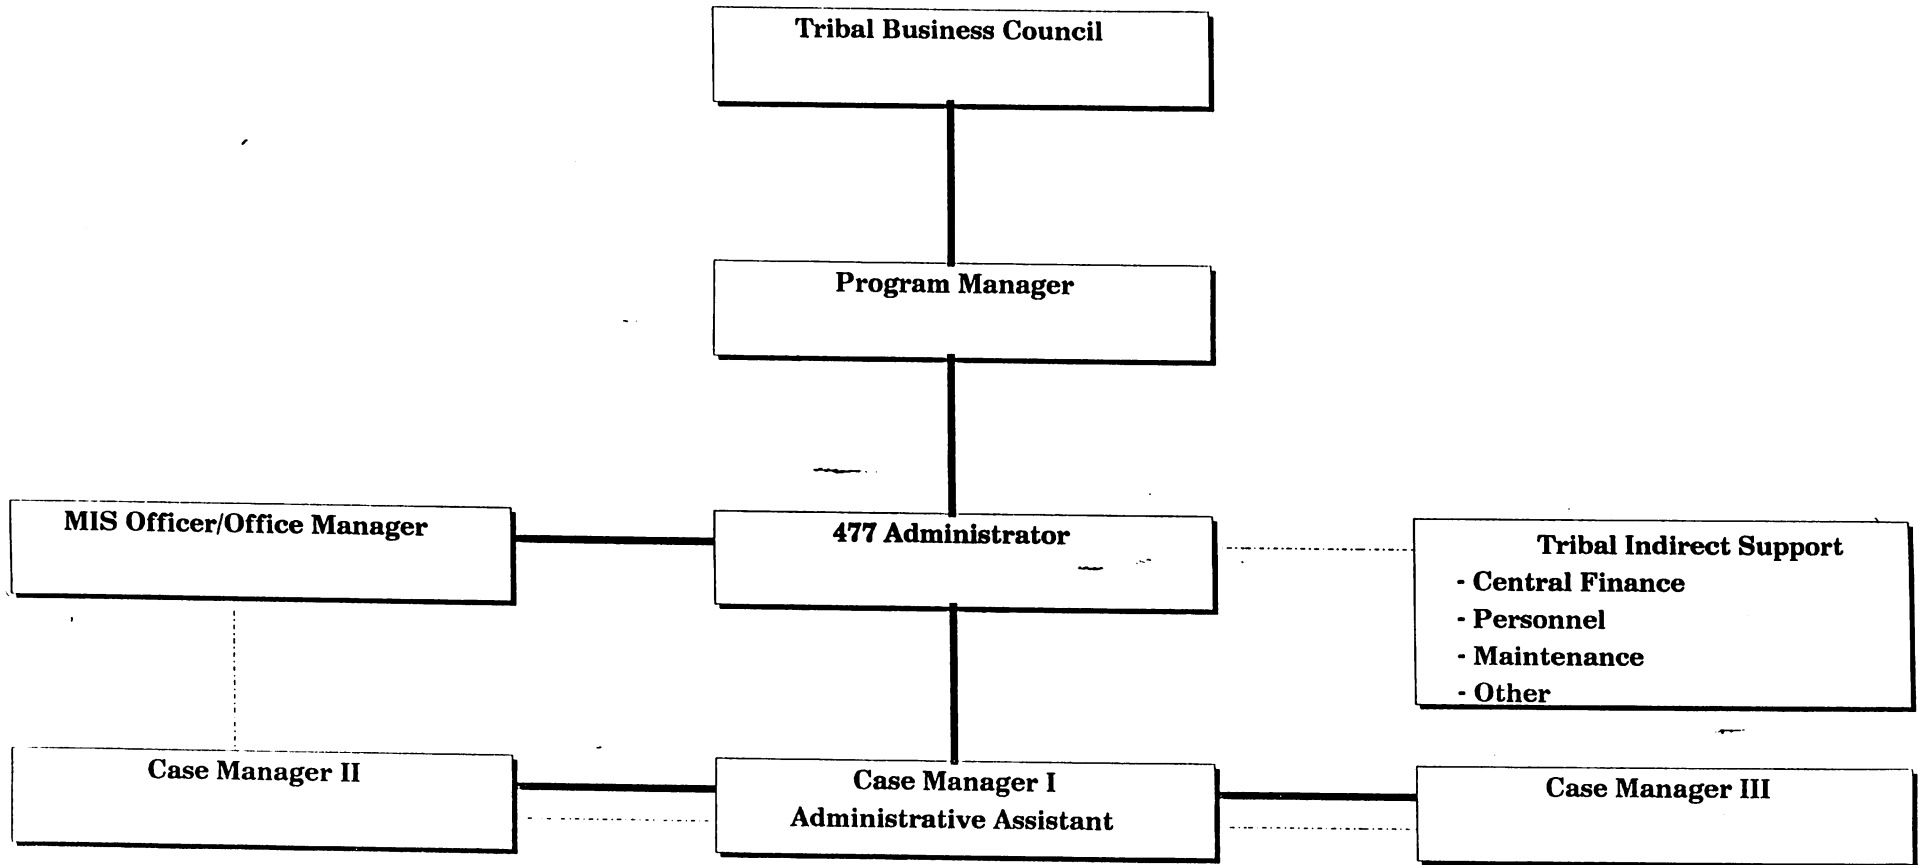 Tribal Business Council
Program Manager
MIS Officer/Office Manager
477 Administrator
Tribal Indirect Support
- Central Finance
- Personnel
- Maintenance
- Other
Case Manager II
Case Manager I
Administrative Assistant
Case Manager III